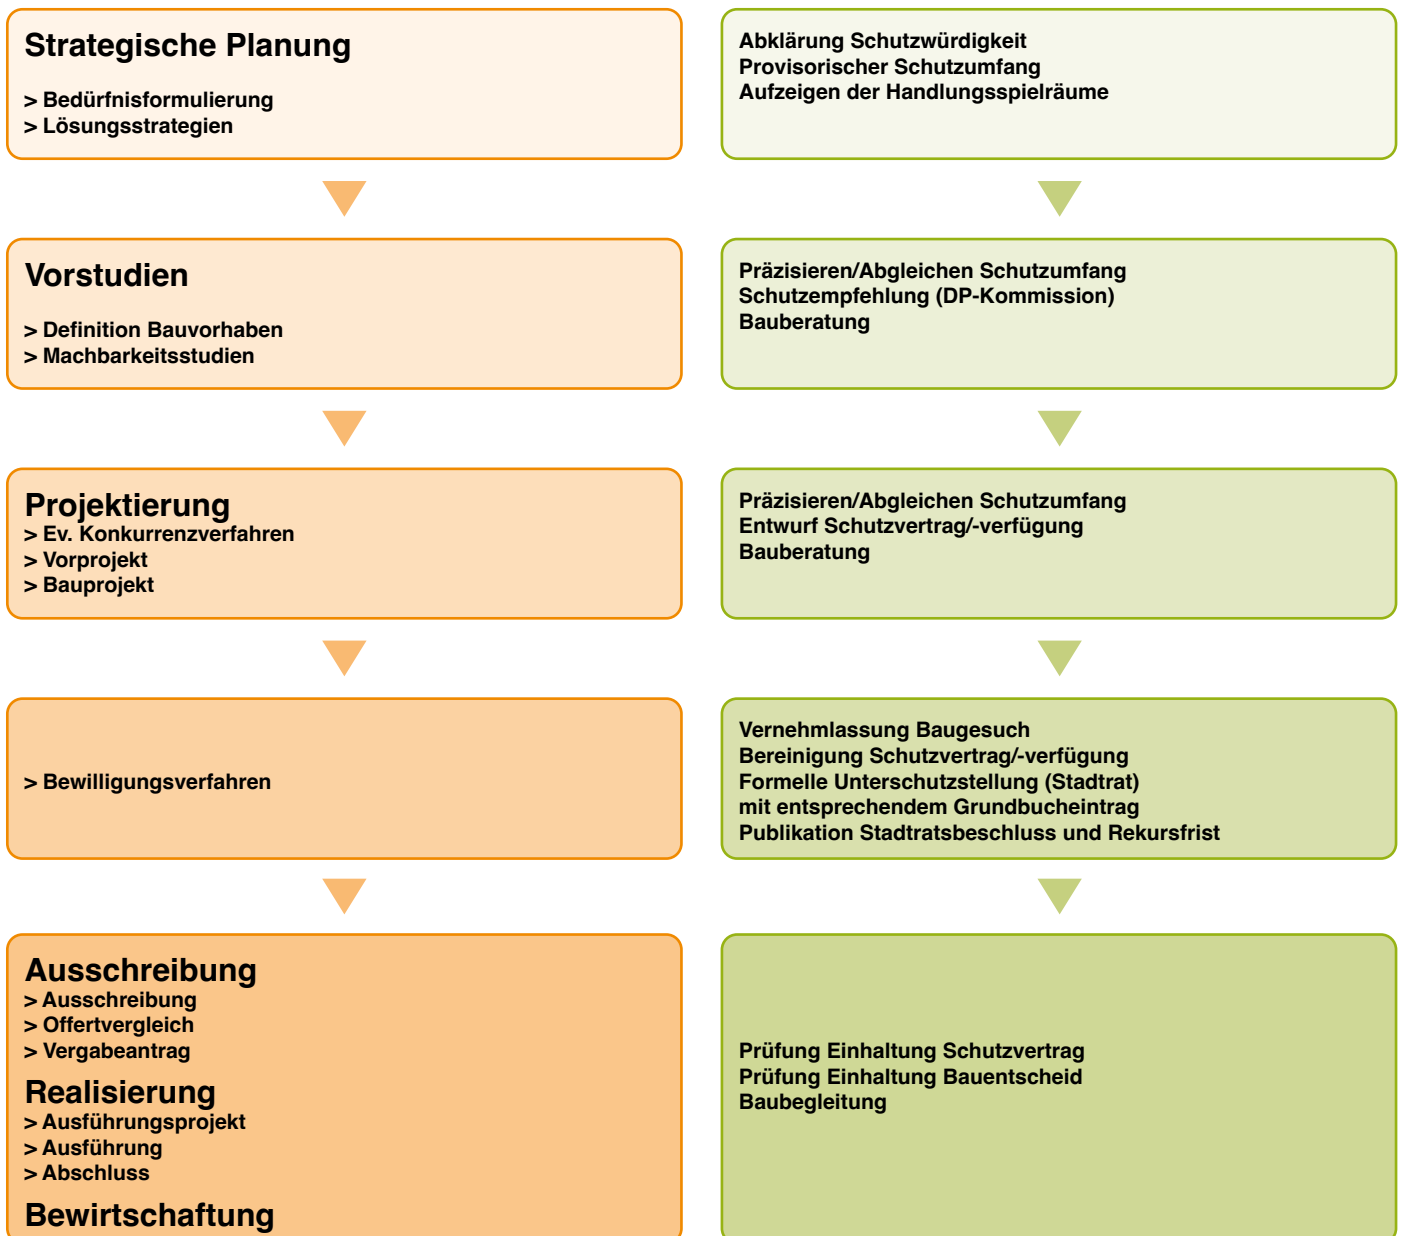 Strategische Planung
> Bedürfnisformulierung
> Lösungsstrategien
Abklärung Schutzwürdigkeit
Provisorischer Schutzumfang
Aufzeigen der Handlungsspielräume
Vorstudien
> Definition Bauvorhaben
> Machbarkeitsstudien
Präzisieren/Abgleichen Schutzumfang
Schutzempfehlung (DP-Kommission)
Bauberatung
Projektierung
> Ev. Konkurrenzverfahren
> Vorprojekt
> Bauprojekt
Präzisieren/Abgleichen Schutzumfang
Entwurf Schutzvertrag/-verfügung
Bauberatung
> Bewilligungsverfahren
Vernehmlassung Baugesuch
Bereinigung Schutzvertrag/-verfügung
Formelle Unterschutzstellung (Stadtrat)
mit entsprechendem Grundbucheintrag
Publikation Stadtratsbeschluss und Rekursfrist
Ausschreibung
> Ausschreibung
> Offertvergleich
> Vergabeantrag
Realisierung
> Ausführungsprojekt
> Ausführung
> Abschluss
Bewirtschaftung
Prüfung Einhaltung Schutzvertrag
Prüfung Einhaltung Bauentscheid
Baubegleitung